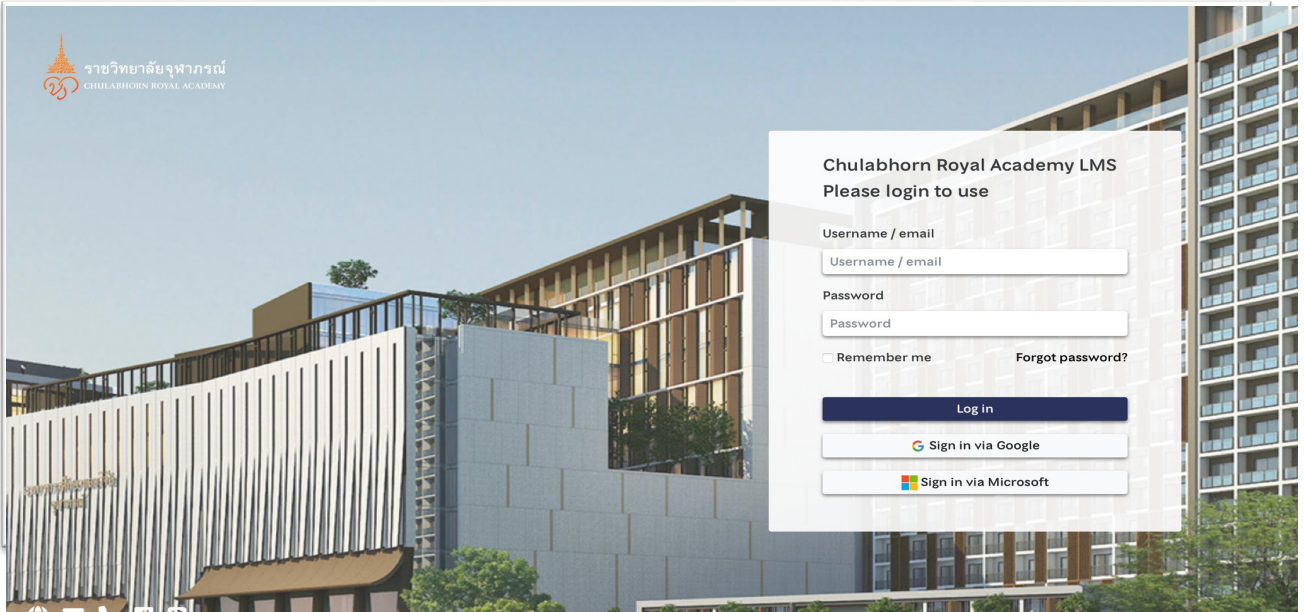 ราชวิทยาลัยจุฬาภรณ์
CHULABHORN ROYAL ACADEMY
Chulabhorn Royal Academy LMS
Please login to use
Username / email
Username / email
Password
Password
Remember me
Forgot password?
Log in
Sign in via Google
Sign in via Microsoft